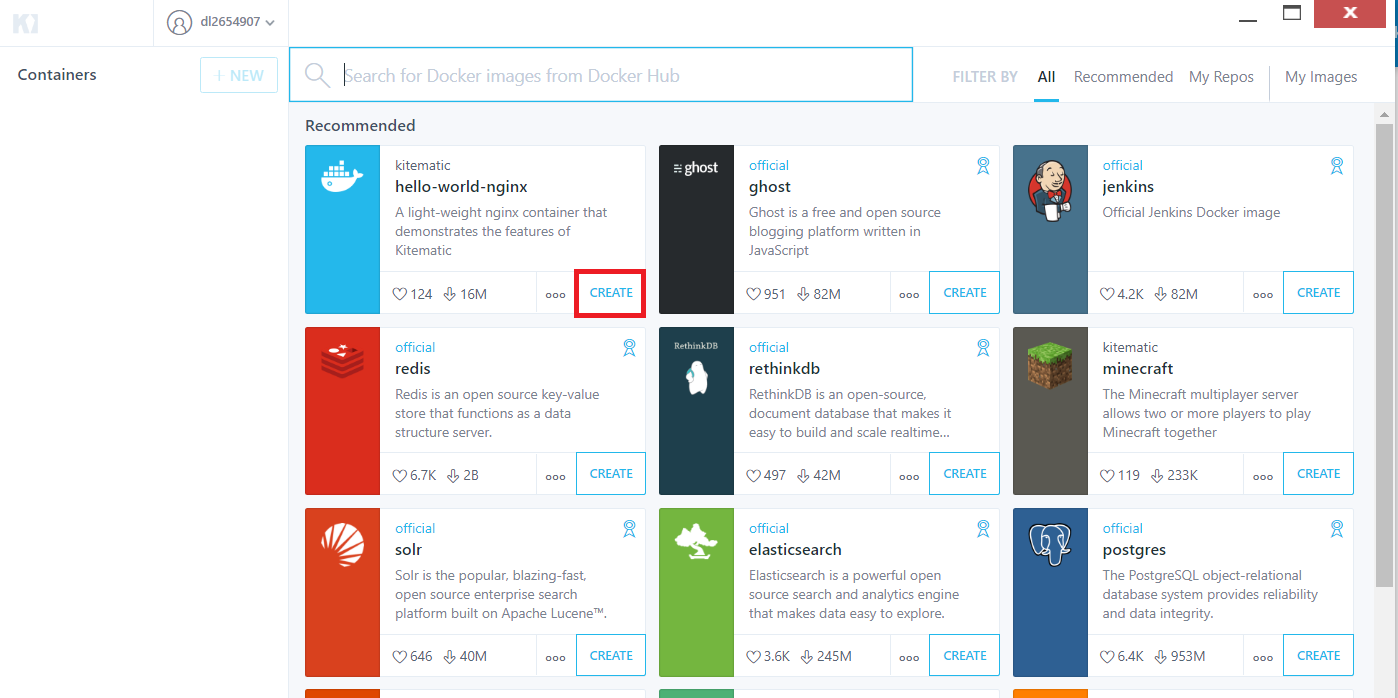 dl2654907
Containers
+ NEW
Search for Docker images from Docker Hub
FILTER BY All Recommended My Repos My Images
Recommended
kitematic
hello-world-nginx
A light-weight nginx container that
demonstrates the features of
Kitematic
124 16M
CREATE
ghost
official
ghost
Ghost is a free and open source
blogging platform written in
JavaScript
951 82M
CREATE
official
jenkins
Official Jenkins Docker image
4.2K 82M
CREATE
official
redis
Redis is an open source key-value
store that functions as a data
structure server.
6.7K 2B
CREATE
RethinkDB
official
rethinkdb
RethinkDB is an open-source,
document database that makes it
easy to build and scale realtime...
497 42M
CREATE
kitematic
minecraft
The Minecraft multiplayer server
allows two or more players to play
Minecraft together
119 233K
CREATE
official
solr
Solr is the popular, blazing-fast,
open source enterprise search
platform built on Apache Lucene™.
646 40M
CREATE
official
elasticsearch
Elasticsearch is a powerful open
source search and analytics engine
that makes data easy to explore.
3.6K 245M
CREATE
official
postgres
The PostgreSQL object-relational
database system provides reliability
and data integrity.
6.4K 953M
CREATE